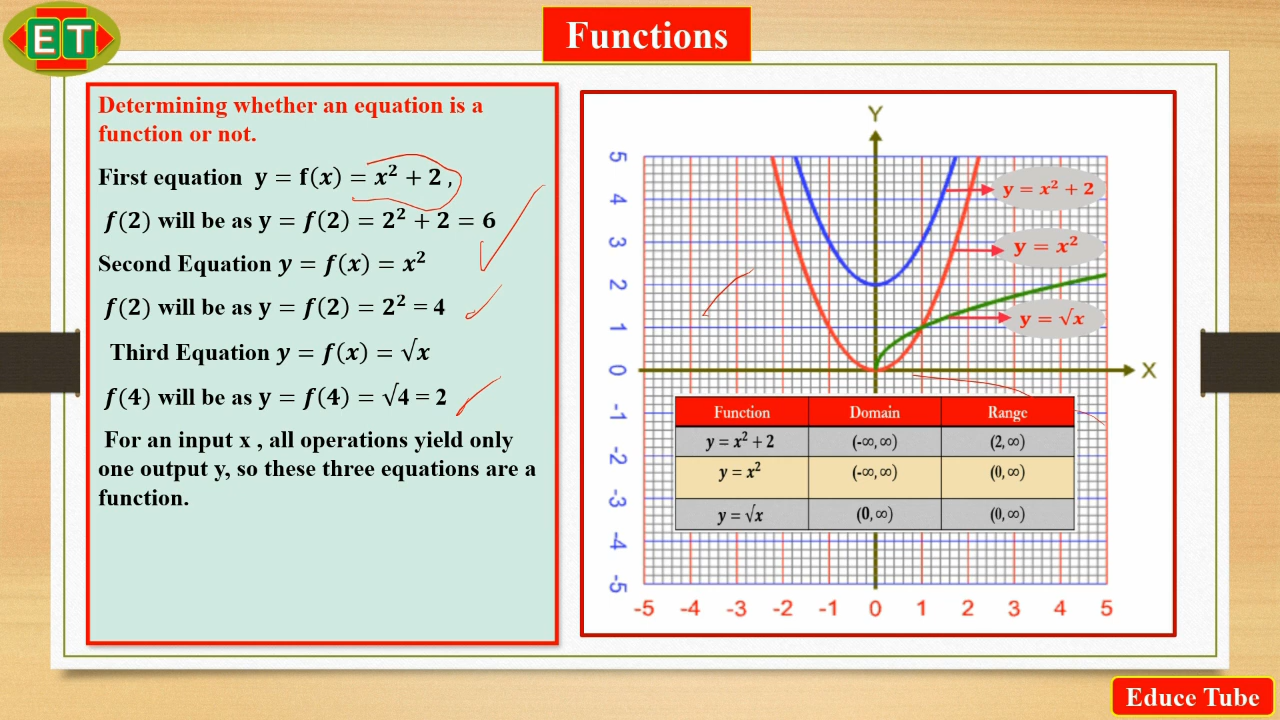 ET
Functions
Determining whether an equation is a
function or not.
First equation y = f(x) = x² + 2 ,
f(2) will be as y = f(2) = 2² + 2 = 6
Second Equation y = f(x) = x²
f(2) will be as y = f(2) = 2² = 4
Third Equation y = f(x) = √x
f(4) will be as y = f(4) = √4 = 2
For an input x , all operations yield only
one output y, so these three equations are a
function.
Y
5
4
3
2
1
0
-1
-2
-3
-4
-5
y = x² + 2
y = x²
y = √x
X
Function Domain Range
y = x² + 2 (-∞, ∞) (2, ∞)
y = x² (-∞, ∞) (0, ∞)
y = √x (0, ∞) (0, ∞)
-5 -4 -3 -2 -1 0 1 2 3 4 5
Educe Tube